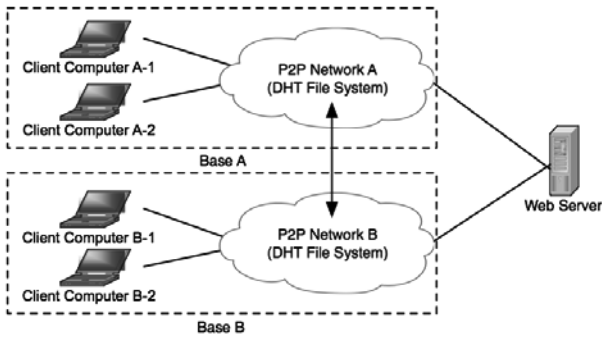 Client Computer A-1
P2P Network A
(DHT File System)
Client Computer A-2
Base A
Web Server
Client Computer B-1
P2P Network B
(DHT File System)
Client Computer B-2
Base B